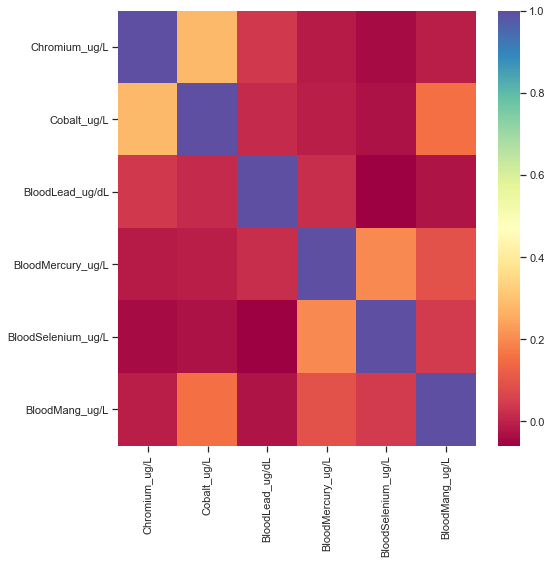 Chromium_ug/L
Cobalt_ug/L
BloodLead_ug/dL
BloodMercury_ug/L
BloodSelenium_ug/L
BloodMang_ug/L
Chromium_ug/L
Cobalt_ug/L
BloodLead_ug/dL
BloodMercury_ug/L
BloodSelenium_ug/L
BloodMang_ug/L
1.0
0.8
0.6
0.4
0.2
0.0